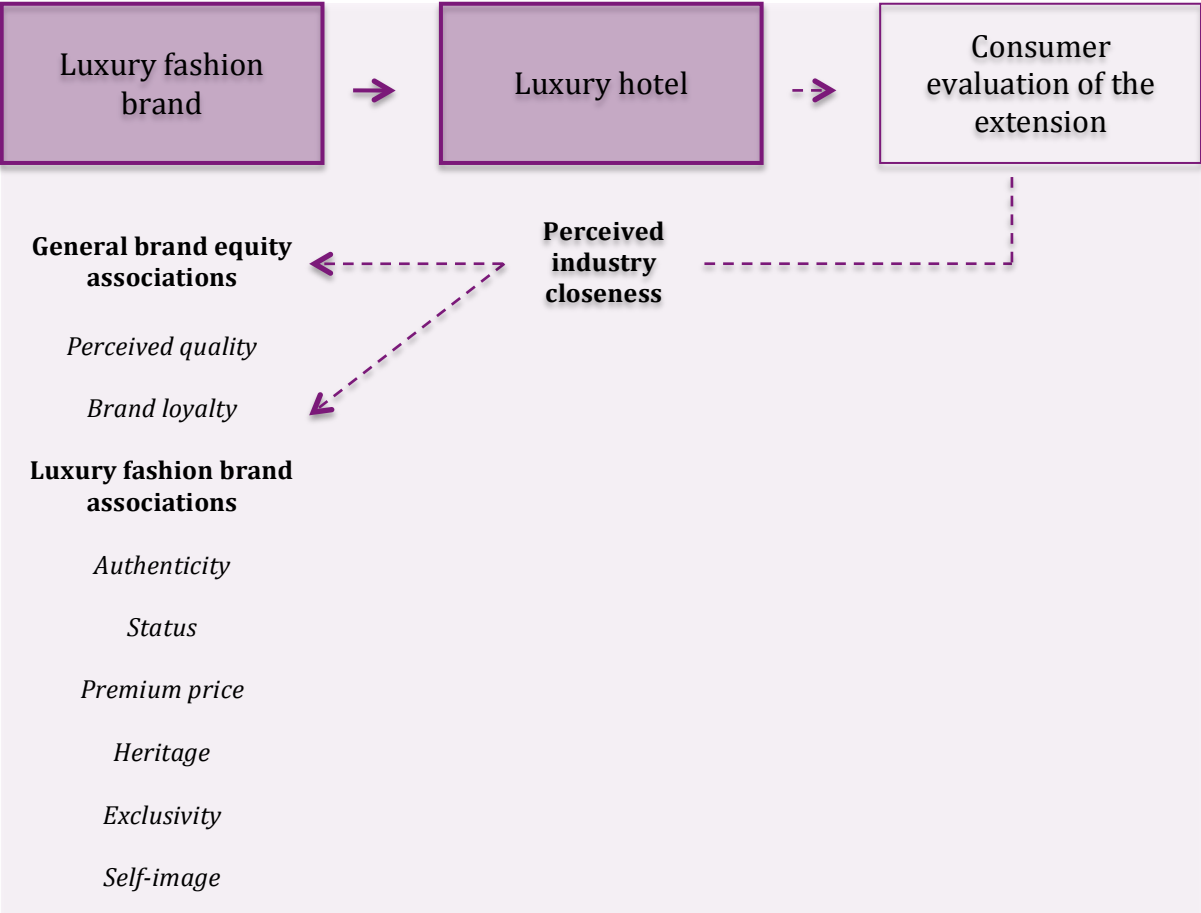 Luxury fashion
brand
Luxury hotel
Consumer
evaluation of the
extension
General brand equity
associations
Perceived
industry
closeness
Perceived quality
Brand loyalty
Luxury fashion brand
associations
Authenticity
Status
Premium price
Heritage
Exclusivity
Self-image